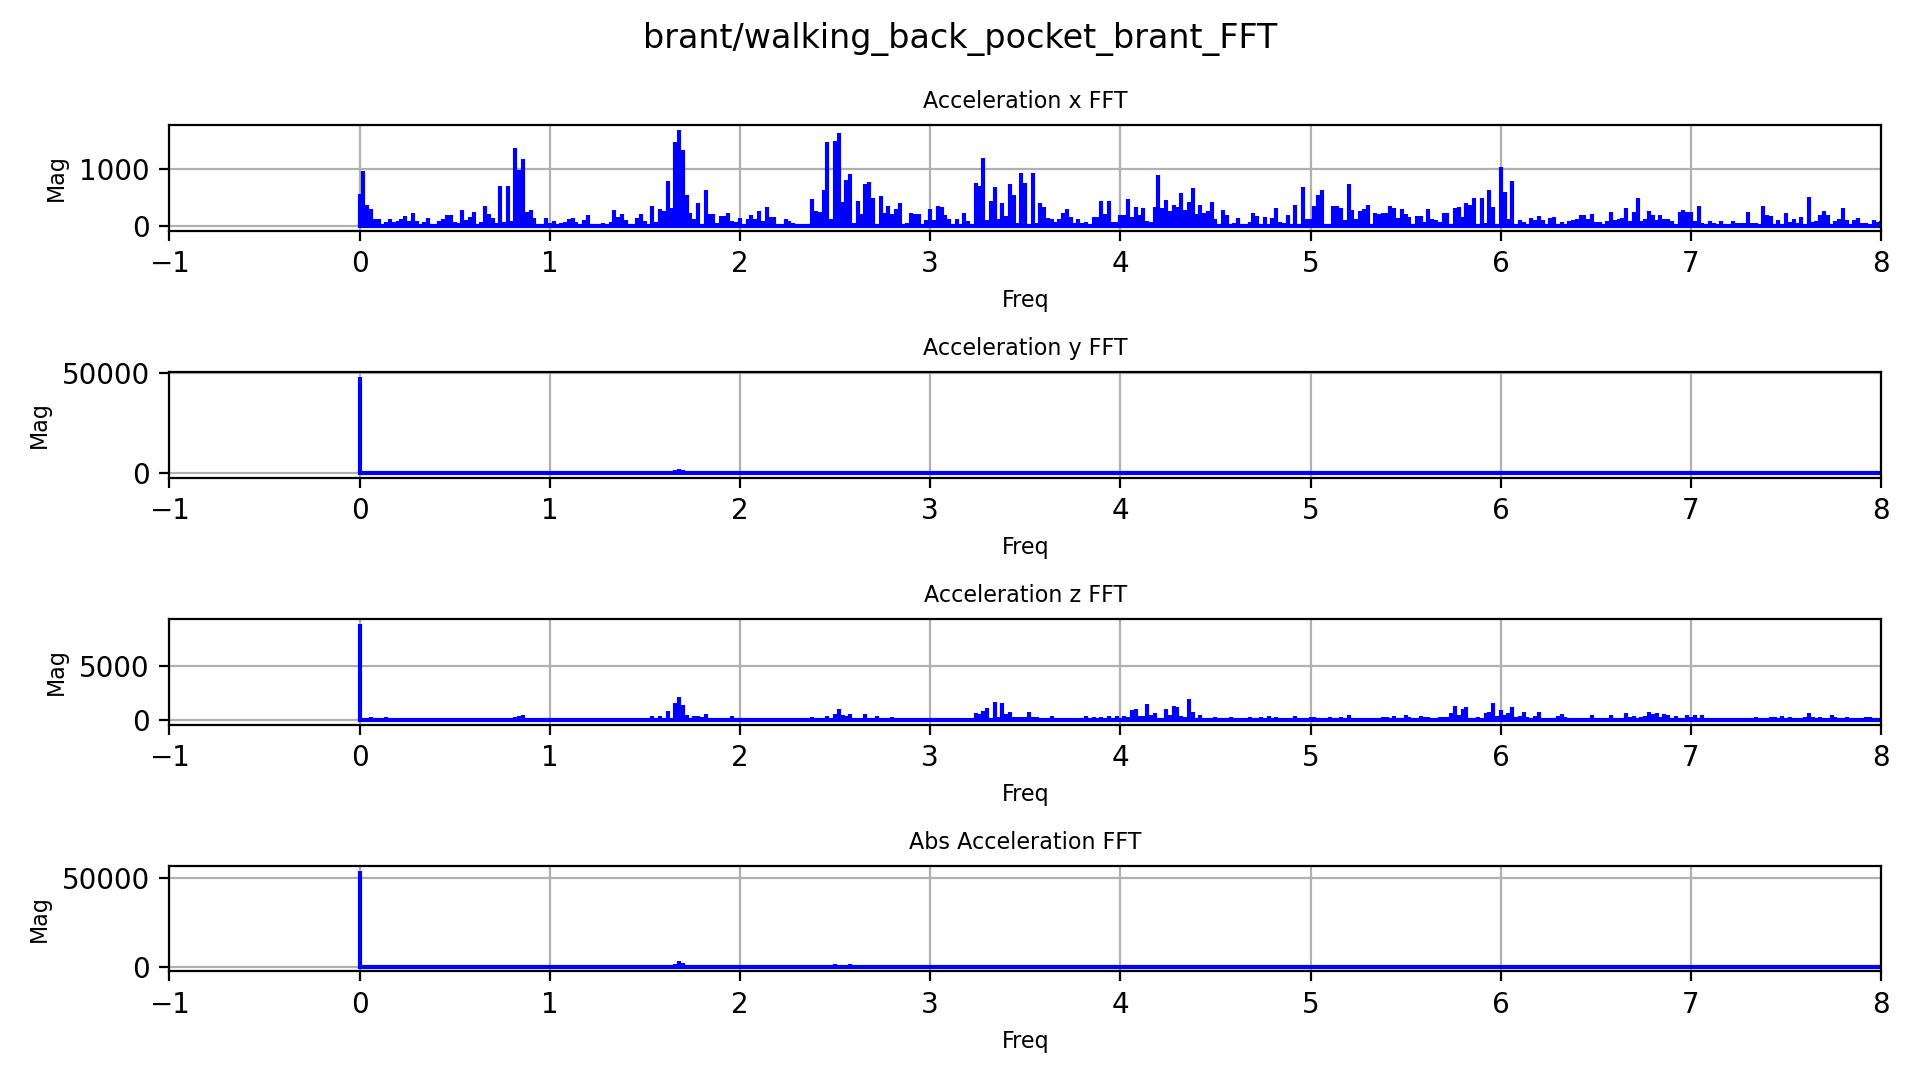 brant/walking_back_pocket_brant_FFT
Acceleration x FFT
Mag
1000
0
−1 0 1 2 3 4 5 6 7 8
Freq
Acceleration y FFT
Mag
50000
0
−1 0 1 2 3 4 5 6 7 8
Freq
Acceleration z FFT
Mag
5000
0
−1 0 1 2 3 4 5 6 7 8
Freq
Abs Acceleration FFT
Mag
50000
0
−1 0 1 2 3 4 5 6 7 8
Freq